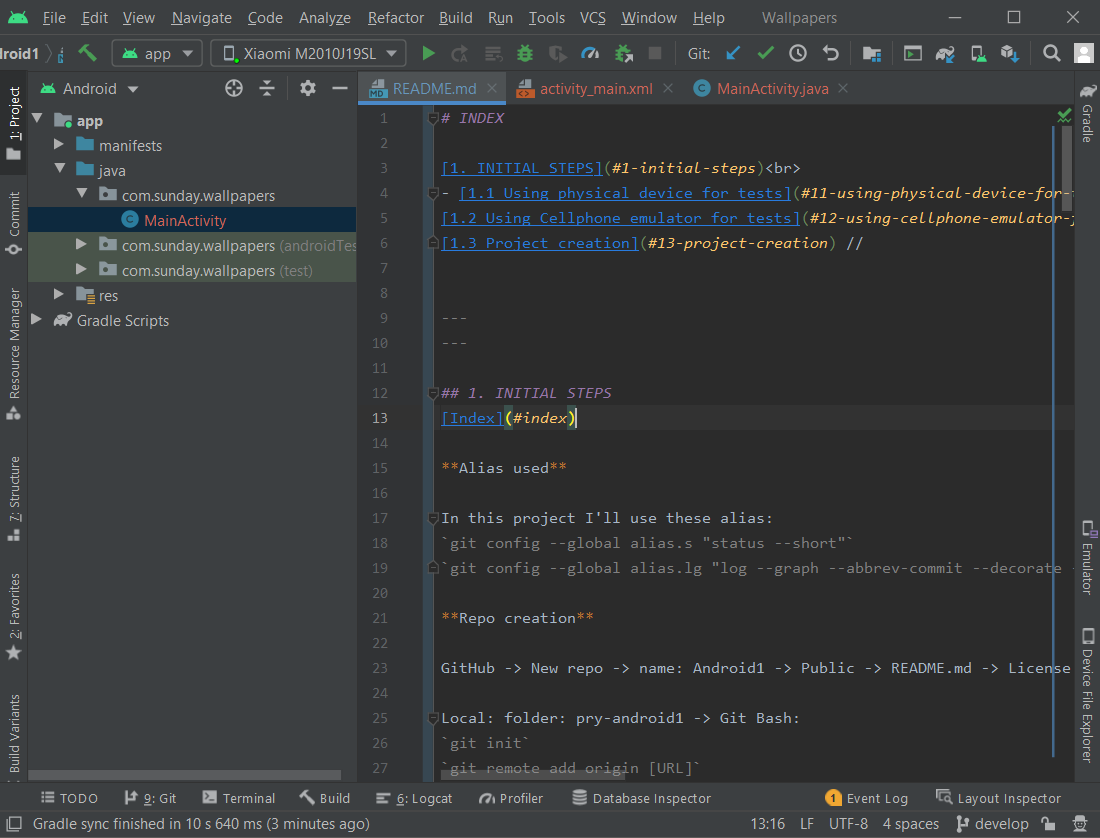 File Edit View Navigate Code Analyze Refactor Build Run Tools VCS Window Help Wallpapers
roid1 app Xiaomi M2010J19SL Git:
1: Project
Commit
Resource Manager
7: Structure
2: Favorites
Build Variants
Android
app
manifests
java
com.sunday.wallpapers
C MainActivity
com.sunday.wallpapers (androidTes
com.sunday.wallpapers (test)
res
Gradle Scripts
MD README.md activity_main.xml C MainActivity.java
1 # INDEX
2
3 [1. INITIAL STEPS](#1-initial-steps)<br>
4 - [1.1 Using physical device for tests](#11-using-physical-device-for-
5 [1.2 Using Cellphone emulator for tests](#12-using-cellphone-emulator-
6 [1.3 Project creation](#13-project-creation) //
7
8
9 ---
10 ---
11
12 ## 1. INITIAL STEPS
13 [Index](#index)
14
15 **Alias used**
16
17 In this project I'll use these alias:
18 `git config --global alias.s "status --short"`
19 `git config --global alias.lg "log --graph --abbrev-commit --decorate -
20
21 **Repo creation**
22
23 GitHub -> New repo -> name: Android1 -> Public -> README.md -> License
24
25 Local: folder: pry-android1 -> Git Bash:
26 `git init`
27 `git remote add origin [URL]`
Gradle
Emulator
Device File Explorer
TODO 9: Git Terminal Build 6: Logcat Profiler Database Inspector 1 Event Log Layout Inspector
Gradle sync finished in 10 s 640 ms (3 minutes ago) 13:16 LF UTF-8 4 spaces develop